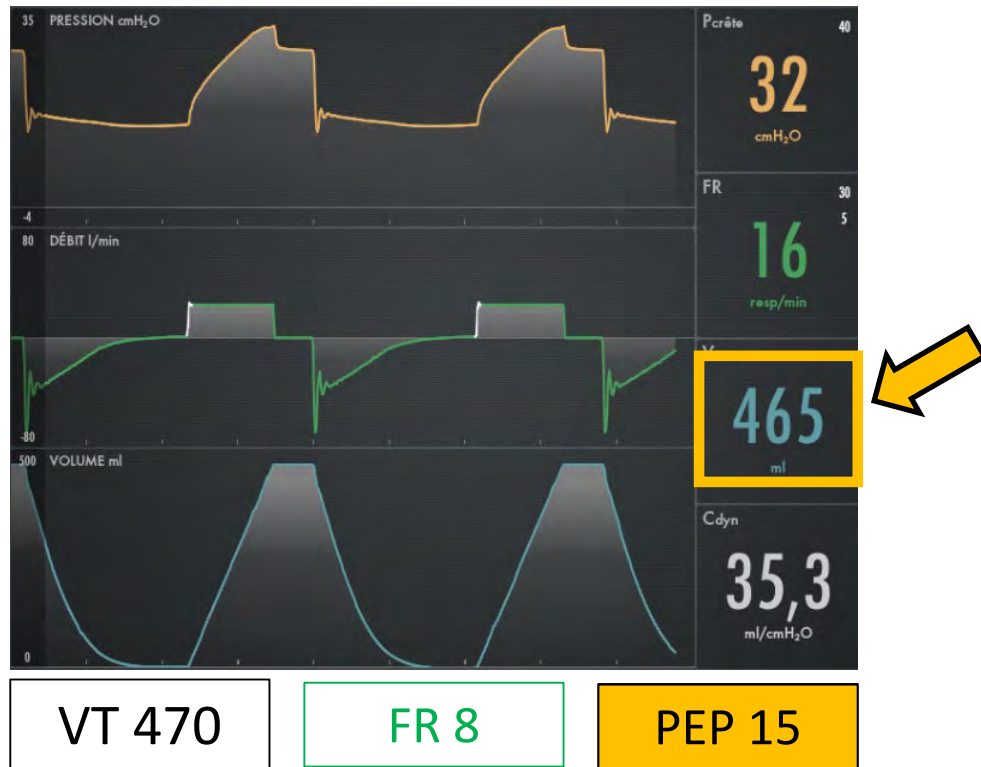 35 PRESSION cmH₂O
-4
80 DÉBIT l/min
-80
500 VOLUME ml
0
Pcrête 40
32
cmH₂O
FR 30
5
16
resp/min
465
ml
Cdyn
35,3
ml/cmH₂O
VT 470
FR 8
PEP 15